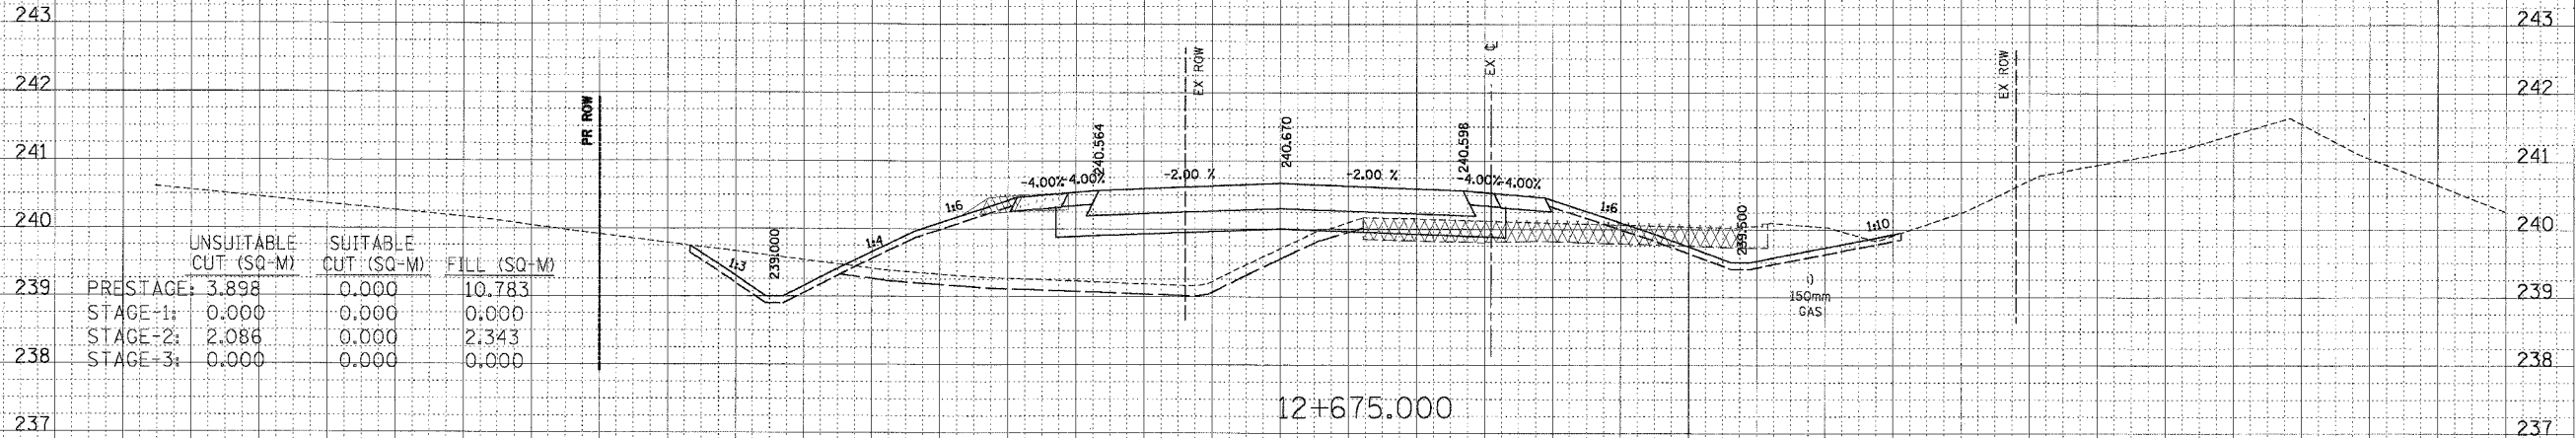 243 243
242 242
241 241
240 240
239 239
238 238
237 237
PR ROW
EX ROW
EX ℄
EX ROW
240.564
240.670
240.598
-4.00% -4.00% -2.00 % -2.00 % -4.00% -4.00%
1:6 1:6
1:4
1:3
1:10
239.000
239.500
150mm
GAS
UNSUITABLE SUITABLE
CUT (SQ-M) CUT (SQ-M) FILL (SQ-M)
PRESTAGE: 3.898 0.000 10.783
STAGE-1: 0.000 0.000 0.000
STAGE-2: 2.086 0.000 2.343
STAGE-3: 0.000 0.000 0.000
12+675.000